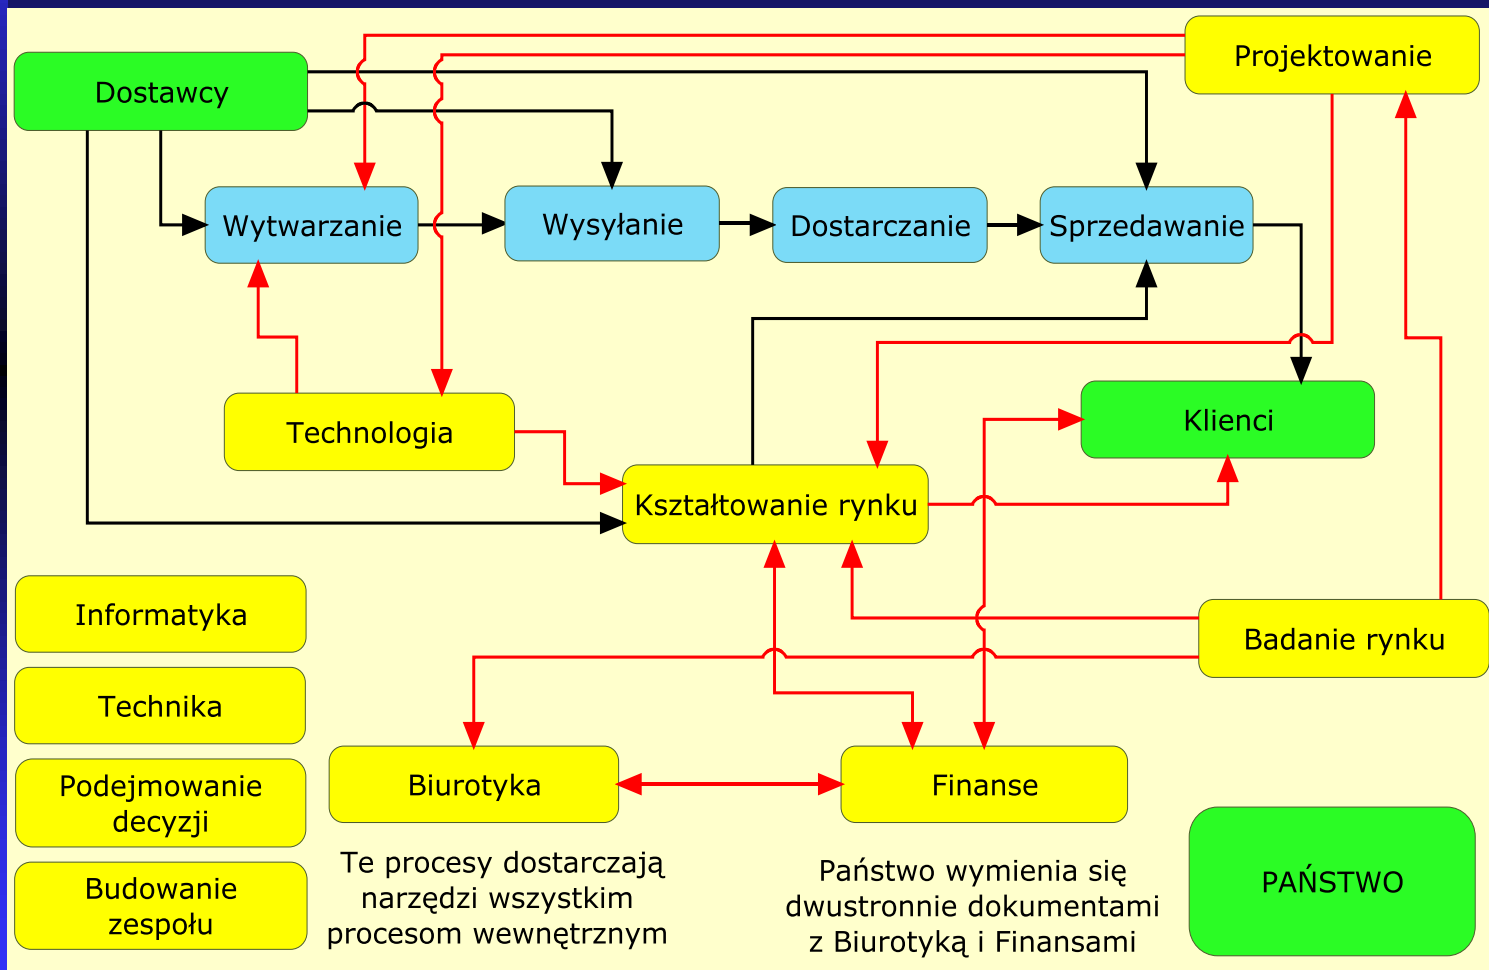 Projektowanie
Dostawcy
Wytwarzanie
Wysyłanie
Dostarczanie
Sprzedawanie
Technologia
Klienci
Kształtowanie rynku
Informatyka
Badanie rynku
Technika
Podejmowanie
decyzji
Biurotyka
Finanse
Budowanie
zespołu
Te procesy dostarczają
narzędzi wszystkim
procesom wewnętrznym
Państwo wymienia się
dwustronnie dokumentami
z Biurotyką i Finansami
PAŃSTWO